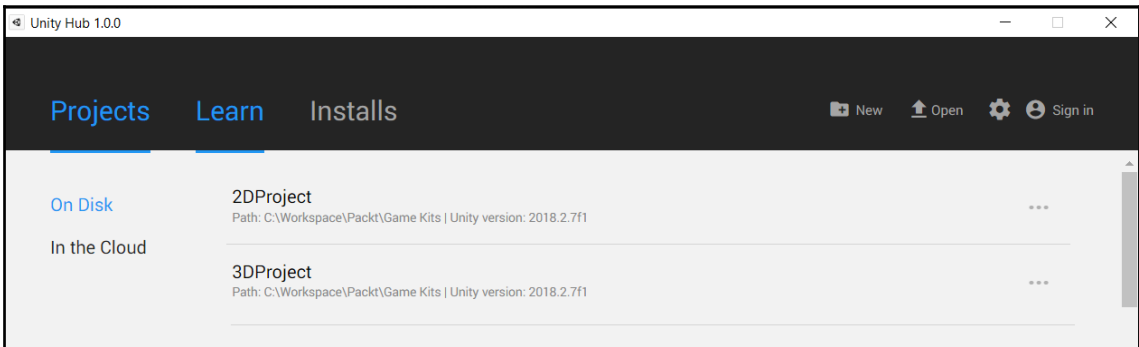 Unity Hub 1.0.0
Projects Learn Installs New Open Sign in
On Disk
In the Cloud
2DProject
Path: C:\Workspace\Packt\Game Kits | Unity version: 2018.2.7f1
3DProject
Path: C:\Workspace\Packt\Game Kits | Unity version: 2018.2.7f1